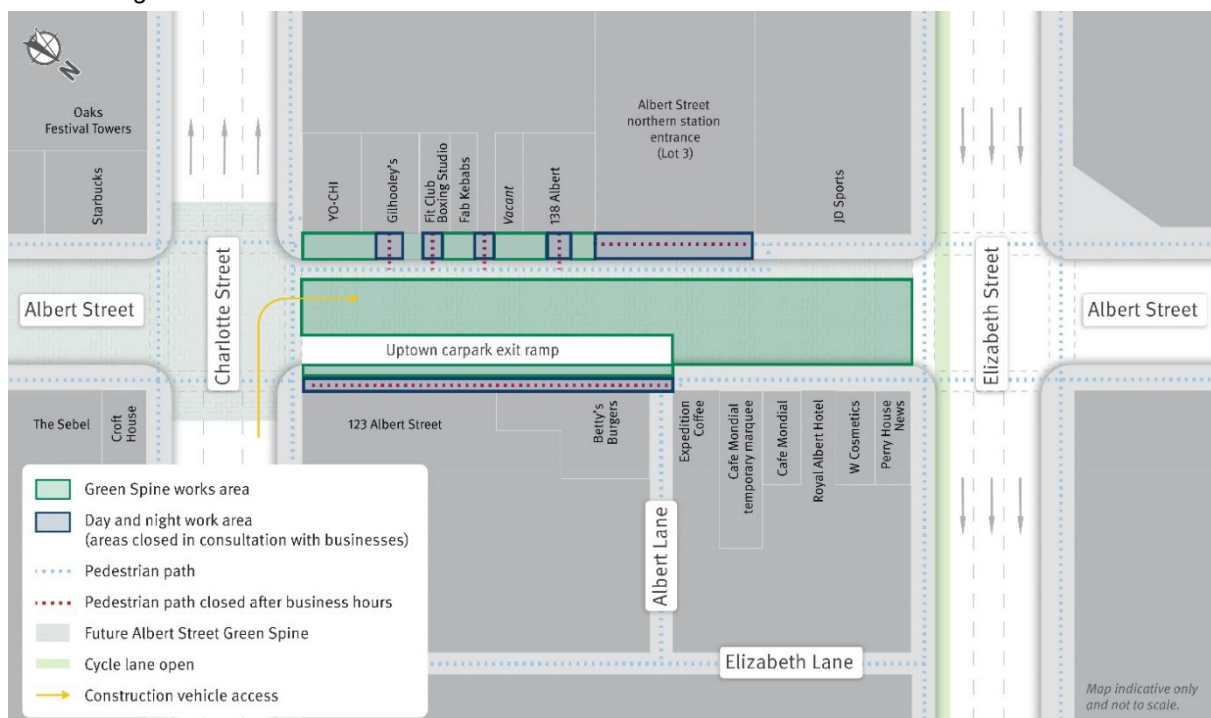 N
Oaks
Festival Towers
Starbucks
YO-CHI
Gilhooley's
Fit Club
Boxing Studio
Fab Kebabs
Vacant
138 Albert
Albert Street
northern station
entrance
(Lot 3)
JD Sports
Albert Street
Charlotte Street
Elizabeth Street
Albert Street
Uptown carpark exit ramp
The Sebel
Croft
House
123 Albert Street
Betty's
Burgers
Expedition
Coffee
Cafe Mondial
temporary marquee
Cafe Mondial
Royal Albert Hotel
W Cosmetics
Perry House
News
Albert Lane
Elizabeth Lane
Green Spine works area
Day and night work area
(areas closed in consultation with businesses)
Pedestrian path
Pedestrian path closed after business hours
Future Albert Street Green Spine
Cycle lane open
Construction vehicle access
Map indicative only
and not to scale.